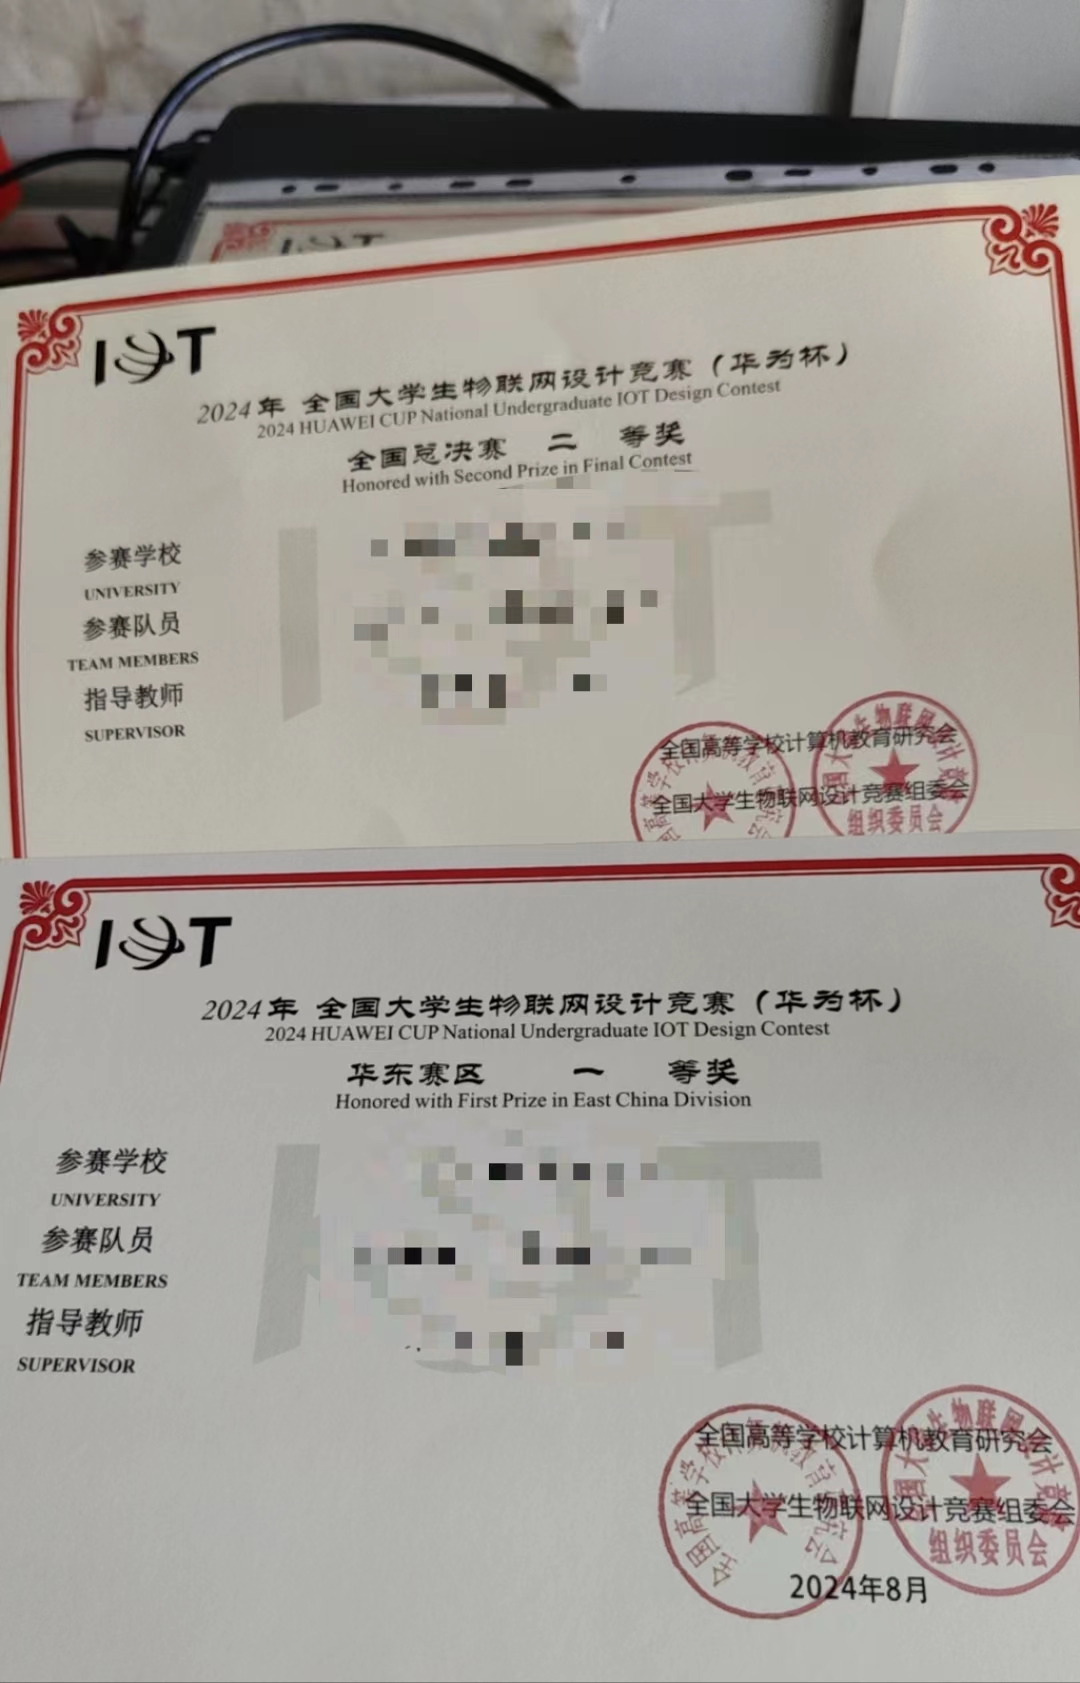 IOT
2024年 全国大学生物联网设计竞赛（华为杯）
2024 HUAWEI CUP National Undergraduate IOT Design Contest
全国总决赛 二 等奖
Honored with Second Prize in Final Contest
参赛学校
UNIVERSITY
参赛队员
TEAM MEMBERS
指导教师
SUPERVISOR
全国高等学校计算机教育研究会
全国大学生物联网设计竞赛组委会
组织委员会
IOT
2024年 全国大学生物联网设计竞赛（华为杯）
2024 HUAWEI CUP National Undergraduate IOT Design Contest
华东赛区 一 等奖
Honored with First Prize in East China Division
参赛学校
UNIVERSITY
参赛队员
TEAM MEMBERS
指导教师
SUPERVISOR
全国高等学校计算机教育研究会
全国大学生物联网设计竞赛组委会
组织委员会
2024年8月